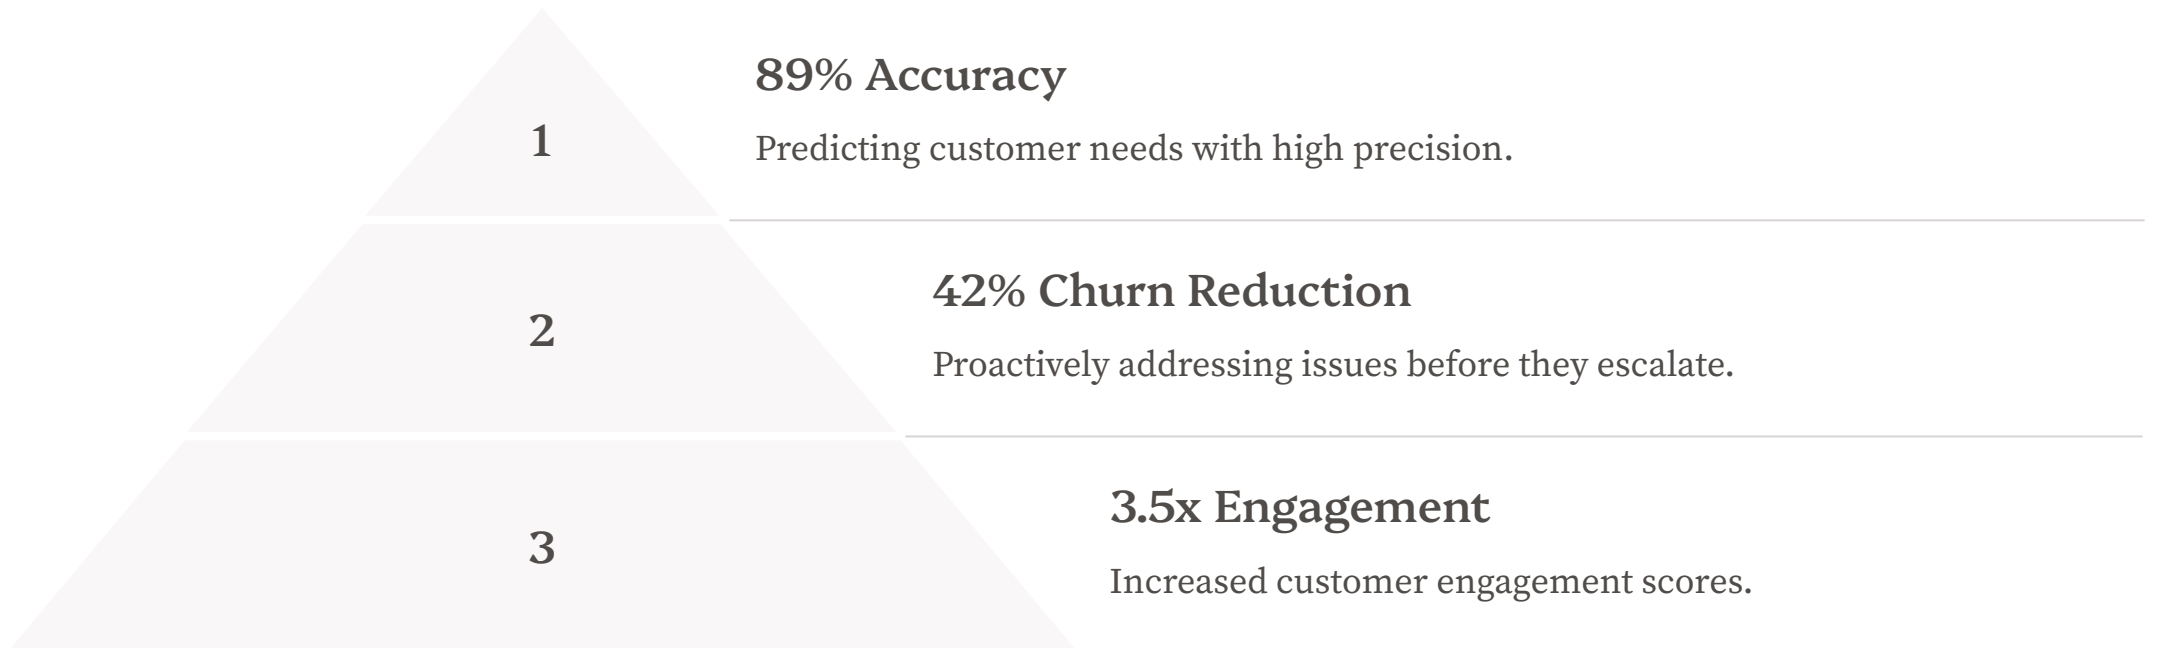 1
89% Accuracy
Predicting customer needs with high precision.
2
42% Churn Reduction
Proactively addressing issues before they escalate.
3
3.5x Engagement
Increased customer engagement scores.